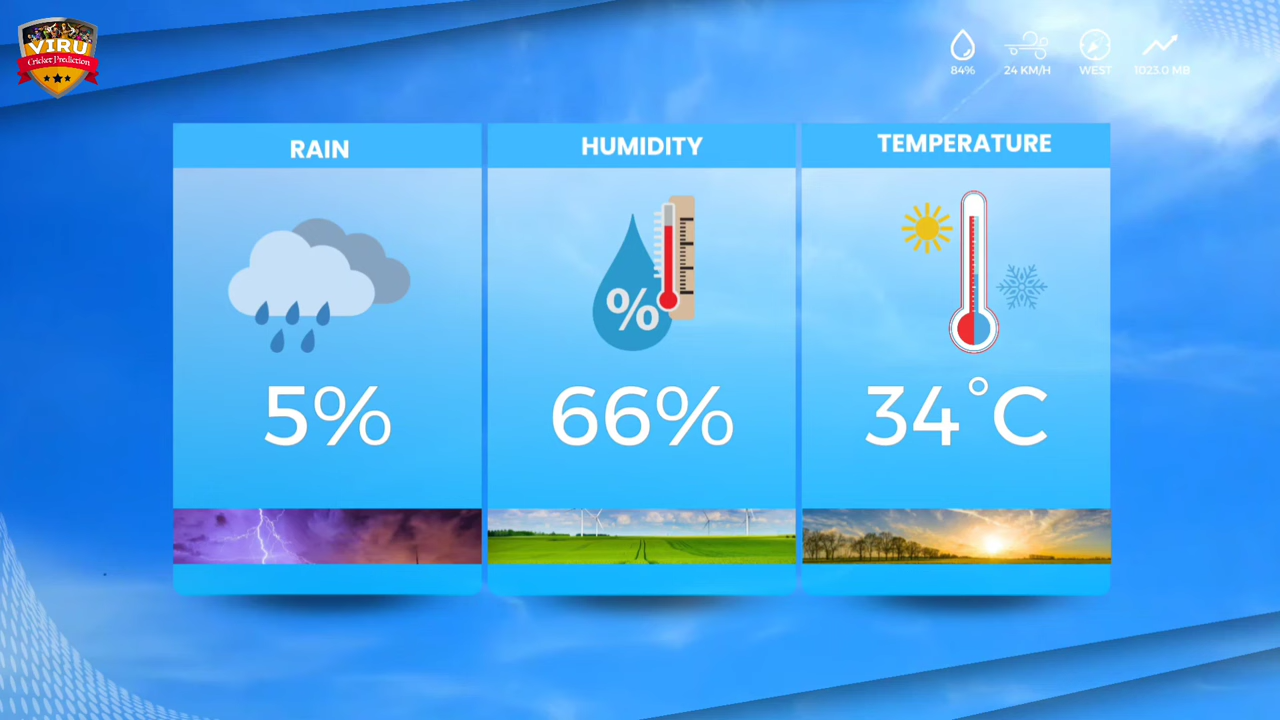 VIRU
Cricket Prediction
84%
24 KM/H
WEST
1023.0 MB
RAIN
HUMIDITY
TEMPERATURE
%
5%
66%
34°C